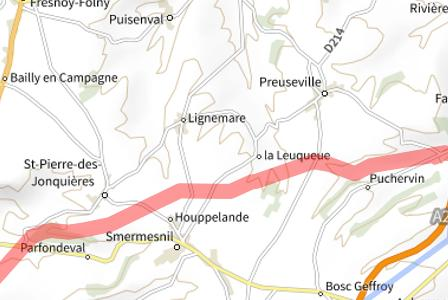 Fresnoy-Folny
Puisenval
Rivière
D214
Bailly en Campagne
Preuseville
Lignemare
Fa
la Leuqueue
St-Pierre-des-
Jonquières
Puchervin
Houppelande
A2
Smermesnil
Parfondeval
Bosc Geffroy